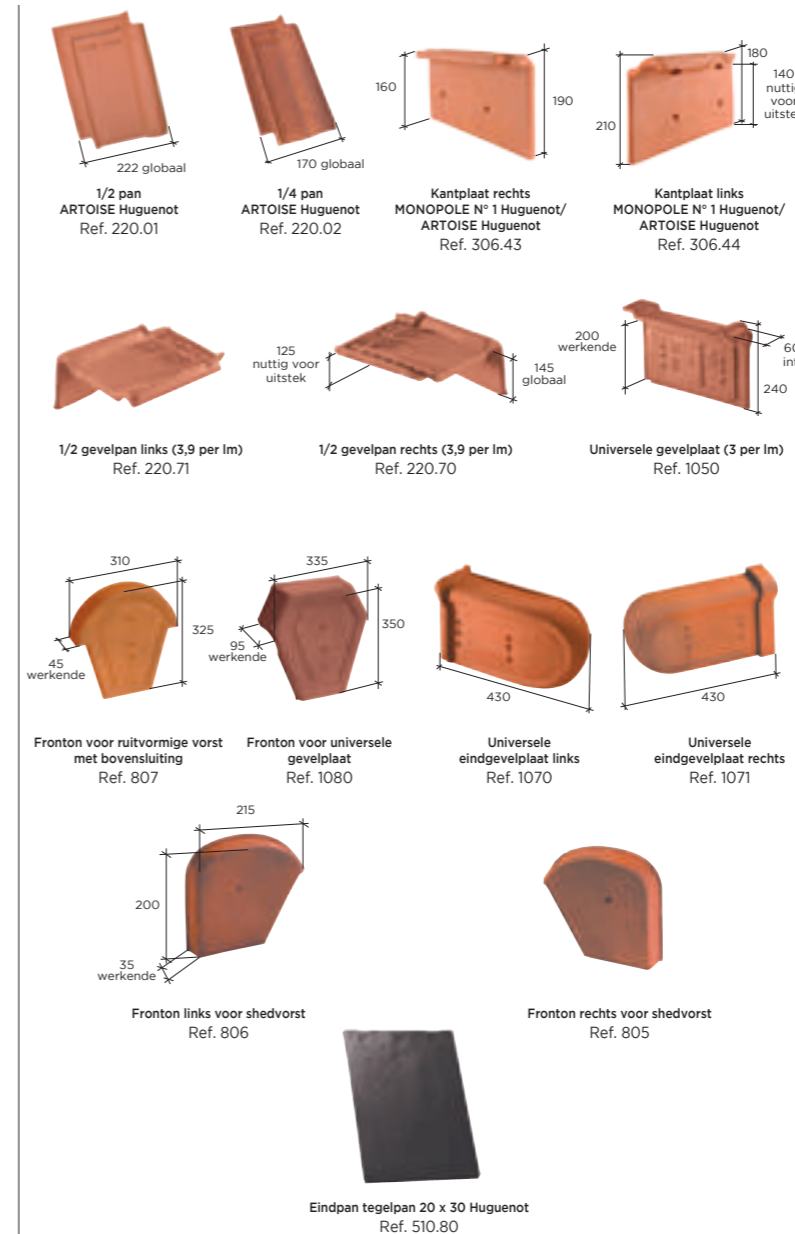 222 globaal
170 globaal
160
190
210
180
140
voor
1/2 pan
ARTOISE Huguenot
Ref. 220.01
1/4 pan
ARTOISE Huguenot
Ref. 220.02
Kantplaat rechts
MONOPOLE N° 1 Huguenot/
ARTOISE Huguenot
Ref. 306.43
Kantplaat links
MONOPOLE N° 1 Huguenot/
ARTOISE Huguenot
Ref. 306.44
125
nuttig voor
uitstek
145
globaal
200
werkende
240
1/2 gevelpan links (3,9 per lm)
Ref. 220.71
1/2 gevelpan rechts (3,9 per lm)
Ref. 220.70
Universele gevelplaat (3 per lm)
Ref. 1050
310
325
45
werkende
335
350
95
werkende
430
430
Fronton voor ruitvormige vorst
met bovensluiting
Ref. 807
Fronton voor universele
gevelplaat
Ref. 1080
Universele
eindgevelplaat links
Ref. 1070
Universele
eindgevelplaat rechts
Ref. 1071
215
200
35
werkende
Fronton links voor shedvorst
Ref. 806
Fronton rechts voor shedvorst
Ref. 805
Eindpan tegelpan 20 x 30 Huguenot
Ref. 510.80